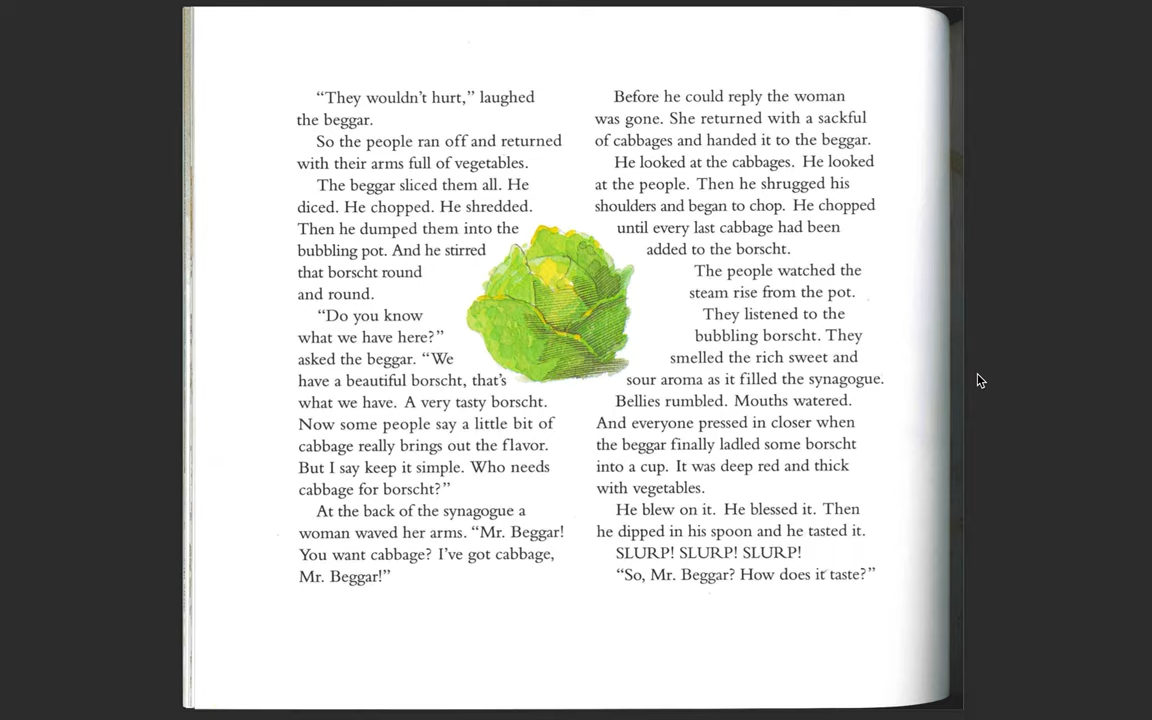 “They wouldn’t hurt,” laughed
the beggar.
So the people ran off and returned
with their arms full of vegetables.
The beggar sliced them all. He
diced. He chopped. He shredded.
Then he dumped them into the
bubbling pot. And he stirred
that borscht round
and round.
“Do you know
what we have here?”
asked the beggar. “We
have a beautiful borscht, that’s
what we have. A very tasty borscht.
Now some people say a little bit of
cabbage really brings out the flavor.
But I say keep it simple. Who needs
cabbage for borscht?”
At the back of the synagogue a
woman waved her arms. “Mr. Beggar!
You want cabbage? I’ve got cabbage,
Mr. Beggar!”
Before he could reply the woman
was gone. She returned with a sackful
of cabbages and handed it to the beggar.
He looked at the cabbages. He looked
at the people. Then he shrugged his
shoulders and began to chop. He chopped
until every last cabbage had been
added to the borscht.
The people watched the
steam rise from the pot.
They listened to the
bubbling borscht. They
smelled the rich sweet and
sour aroma as it filled the synagogue.
Bellies rumbled. Mouths watered.
And everyone pressed in closer when
the beggar finally ladled some borscht
into a cup. It was deep red and thick
with vegetables.
He blew on it. He blessed it. Then
he dipped in his spoon and he tasted it.
SLURP! SLURP! SLURP!
“So, Mr. Beggar? How does it taste?”